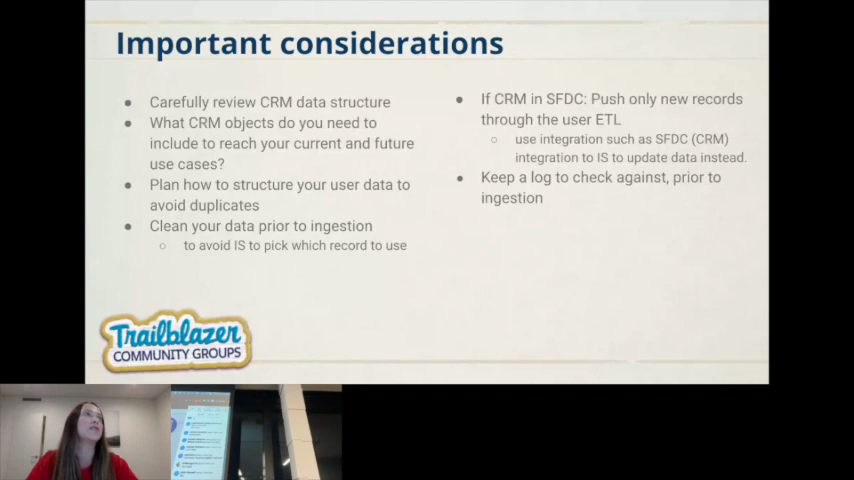 Important considerations
Carefully review CRM data structure
What CRM objects do you need to
include to reach your current and future
use cases?
Plan how to structure your user data to
avoid duplicates
Clean your data prior to ingestion
to avoid IS to pick which record to use
If CRM in SFDC: Push only new records
through the user ETL
use integration such as SFDC (CRM)
integration to IS to update data instead.
Keep a log to check against, prior to
ingestion
Trailblazer
COMMUNITY GROUPS